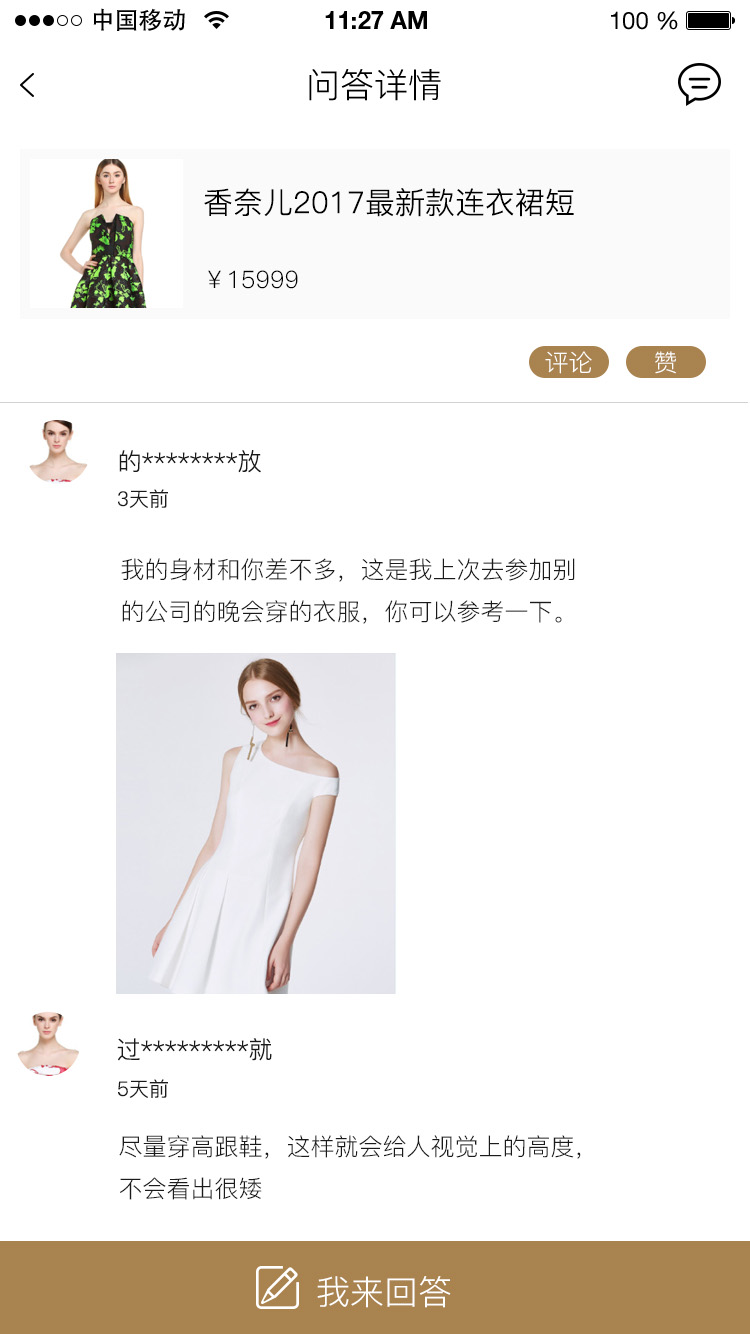 中国移动 11:27 AM 100 %
问答详情
香奈儿2017最新款连衣裙短
￥15999
评论 赞
的********放
3天前
我的身材和你差不多，这是我上次去参加别
的公司的晚会穿的衣服，你可以参考一下。
过*********就
5天前
尽量穿高跟鞋，这样就会给人视觉上的高度，
不会看出很矮
我来回答